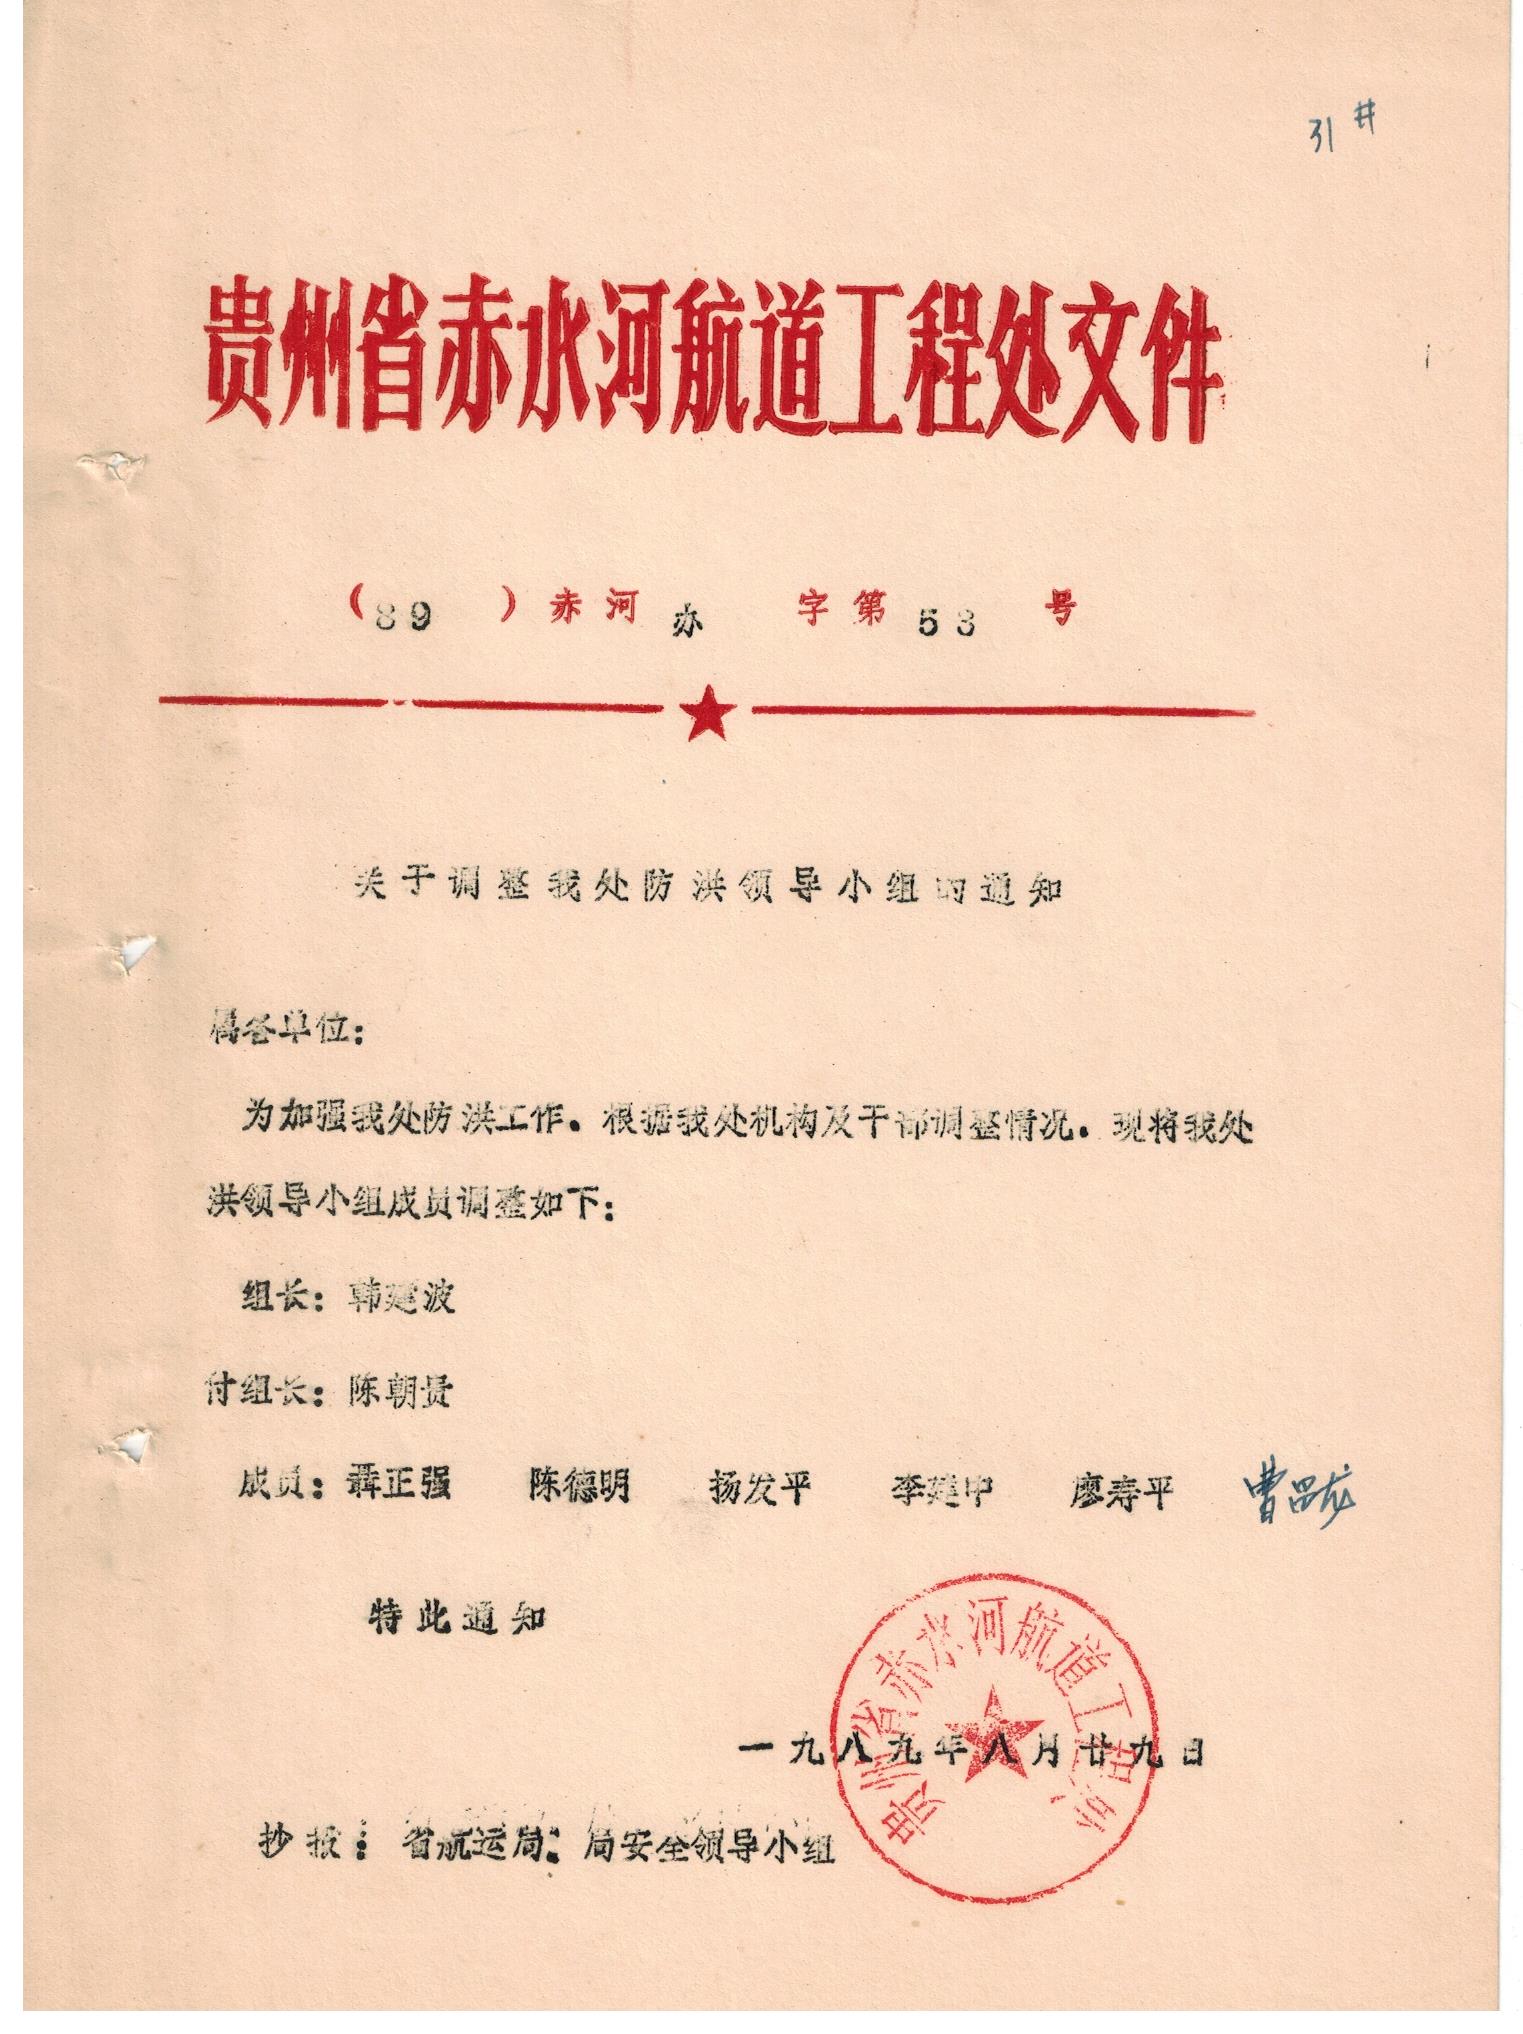 31#
贵州省赤水河航道工程处文件
(89)赤河办字第53号
关于调整我处防洪领导小组的通知
属各单位:
为加强我处防洪工作.根据我处机构及干部调整情况.现将我处
洪领导小组成员调整如下:
组长:韩建波
付组长:陈朝贵
成员:聂正强 陈德明 扬发平 李建中 廖寿平 曹昌龙
特此通知
贵州省赤水河航道工程处
一九八九年八月廿九日
抄报:省航运局:局安全领导小组